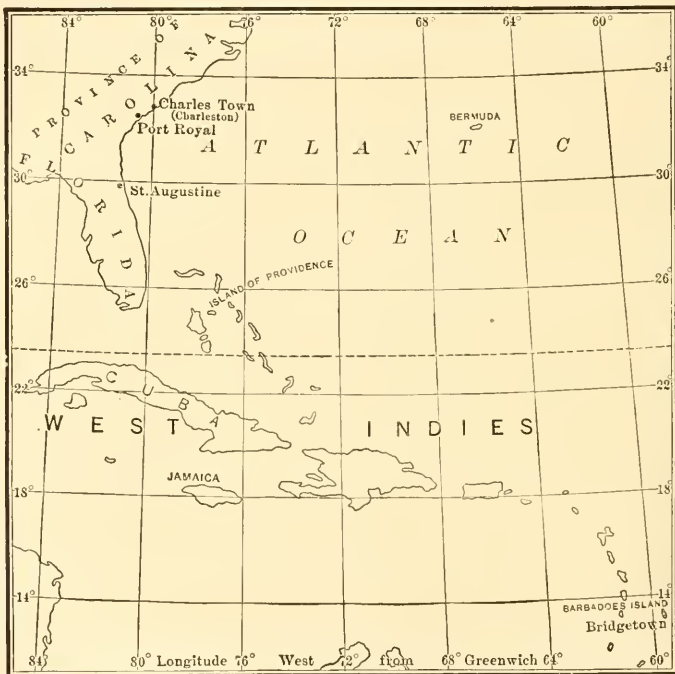 84° 80° 76° 72° 68° 64° 60°
PROVINCE OF
CAROLINA
34° 34°
Charles Town
(Charleston)
Port Royal
BERMUDA
ATLANTIC
30° 30°
FLORIDA
St. Augustine
OCEAN
ISLAND OF PROVIDENCE
26° 26°
22° 22°
CUBA
WEST INDIES
JAMAICA
18° 18°
14° 14°
BARBADOES ISLAND
Bridgetown
84° 80° Longitude 76° West 72° from 68° Greenwich 64° 60°